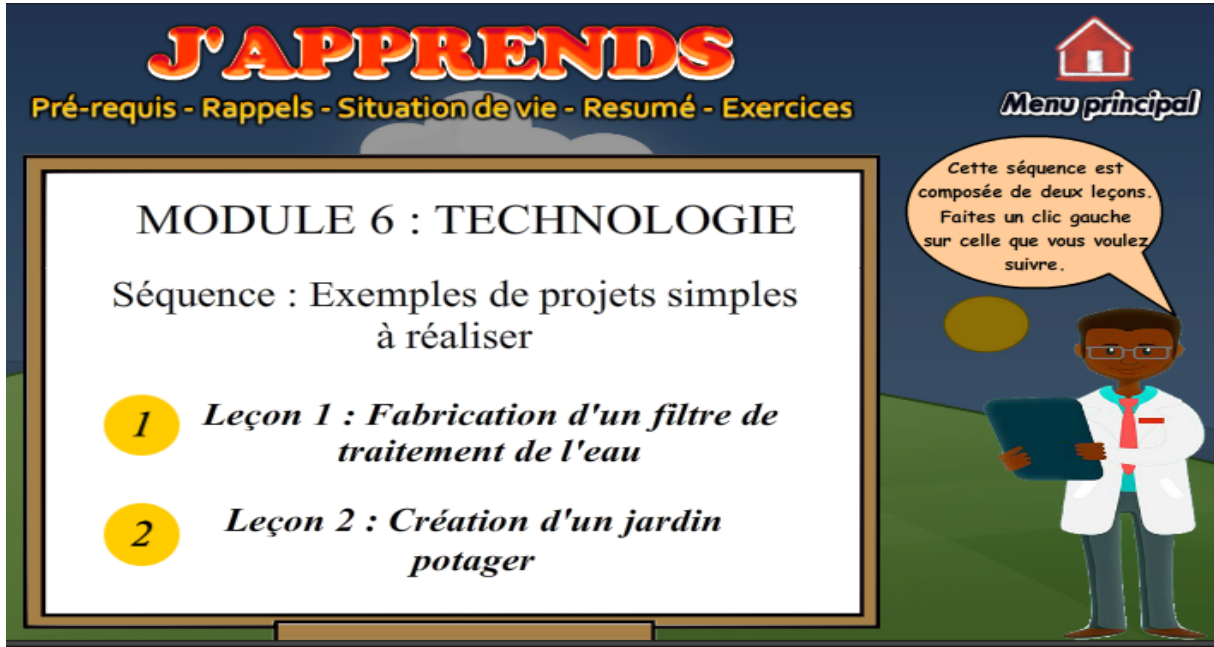 J'APPRENDS
Pré-requis - Rappels - Situation de vie - Resumé - Exercices
Menu principal
MODULE 6 : TECHNOLOGIE
Séquence : Exemples de projets simples
à réaliser
1 Leçon 1 : Fabrication d'un filtre de
traitement de l'eau
2 Leçon 2 : Création d'un jardin
potager
Cette séquence est
composée de deux leçons.
Faites un clic gauche
sur celle que vous voulez
suivre.